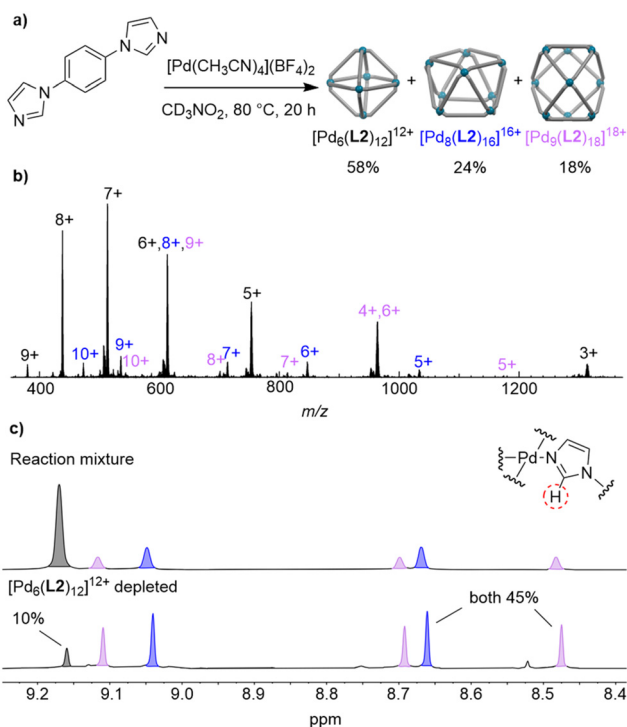 a)
N
N
N
N
[Pd(CH₃CN)₄](BF₄)₂
CD₃NO₂, 80 °C, 20 h
+
+
[Pd₆(L2)₁₂]¹²⁺
[Pd₈(L2)₁₆]¹⁶⁺
[Pd₉(L2)₁₈]¹⁸⁺
58%
24%
18%
b)
7+
8+
6+,8+,9+
5+
4+,6+
9+
10+
9+
10+
8+
7+
7+
6+
5+
5+
3+
400
600
800
1000
1200
m/z
c)
Reaction mixture
Pd
N
N
H
[Pd₆(L2)₁₂]¹²⁺ depleted
10%
both 45%
9.2
9.1
9.0
8.9
8.8
8.7
8.6
8.5
8.4
ppm